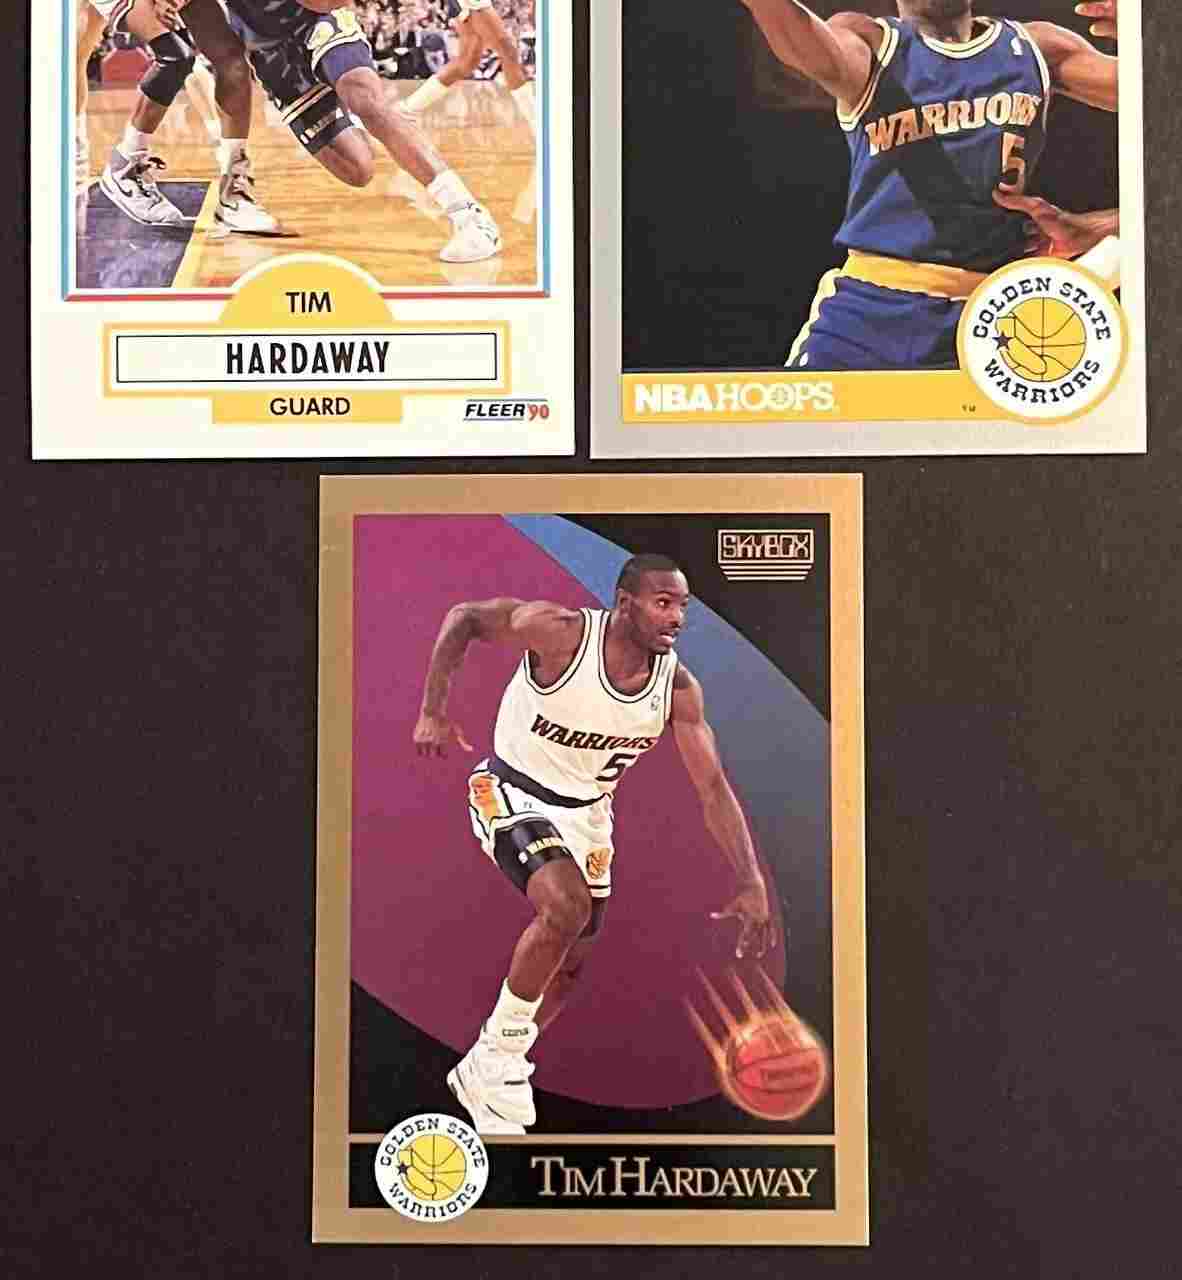 WARRIORS
5
TIM
HARDAWAY
GUARD
FLEER '90
GOLDEN STATE
WARRIORS
NBA HOOPS
SKYBOX
WARRIORS
5
WARR
GOLDEN STATE
WARRIORS
TIM HARDAWAY